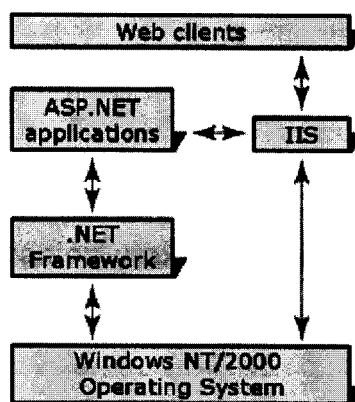 Web clients
ASP.NET
applications
IIS
.NET
Framework
Windows NT/2000
Operating System